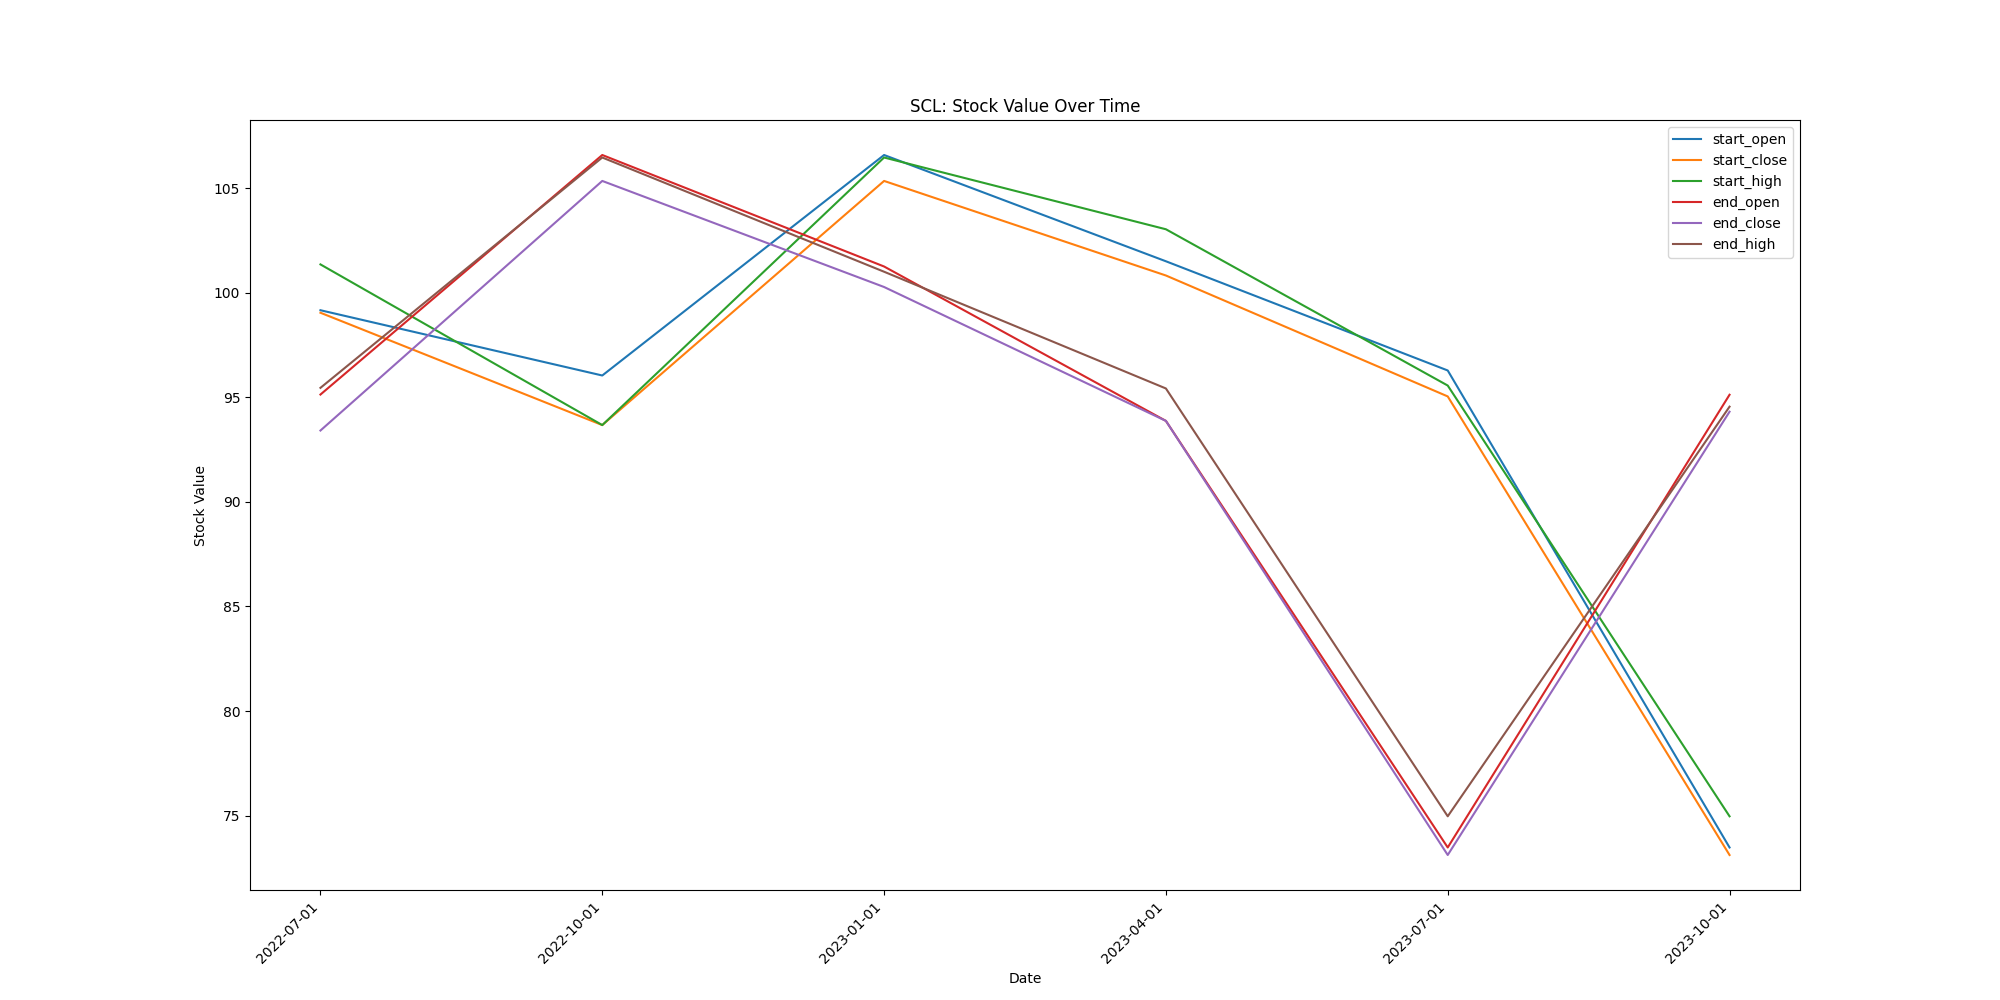 SCL: Stock Value Over Time
start_open
start_close
start_high
end_open
end_close
end_high
Stock Value
105
100
95
90
85
80
75
2022-07-01
2022-10-01
2023-01-01
2023-04-01
2023-07-01
2023-10-01
Date